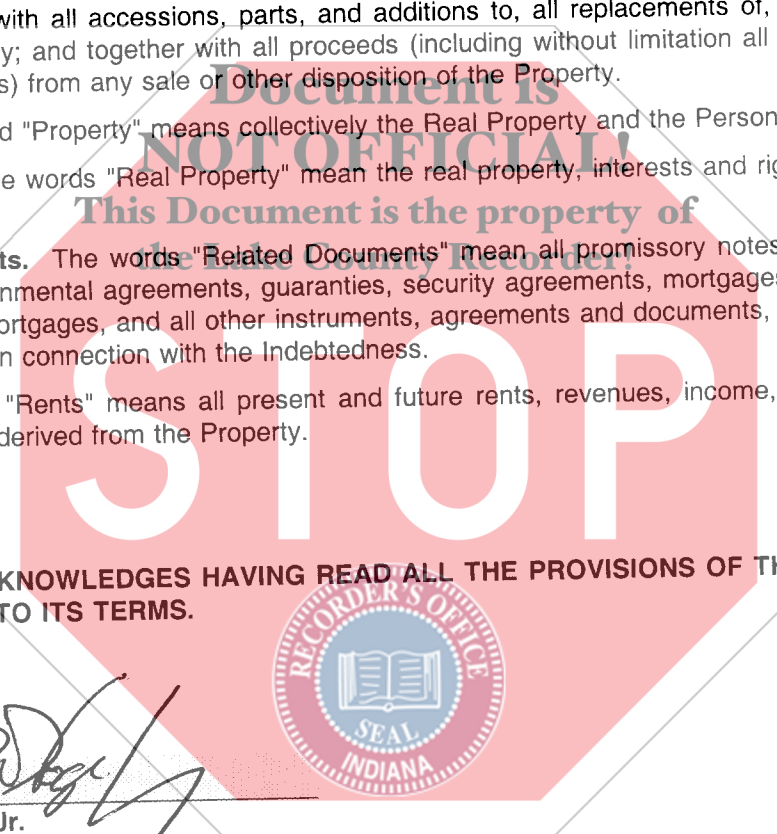 with all accessions, parts, and additions to, all replacements of,
y; and together with all proceeds (including without limitation all
s) from any sale or other disposition of the Property.
Document is
d "Property" means collectively the Real Property and the Person
NOT OFFICIAL!
e words "Real Property" mean the real property, interests and rig
This Document is the property of
ts. The words "Related Documents" mean all promissory notes
the Lake County Recorder!
nmental agreements, guaranties, security agreements, mortgages
ortgages, and all other instruments, agreements and documents,
n connection with the Indebtedness.
STOP
"Rents" means all present and future rents, revenues, income,
derived from the Property.
KNOWLEDGES HAVING READ ALL THE PROVISIONS OF TH
TO ITS TERMS.
RECORDER'S OFFICE
SEAL
INDIANA
Jr.